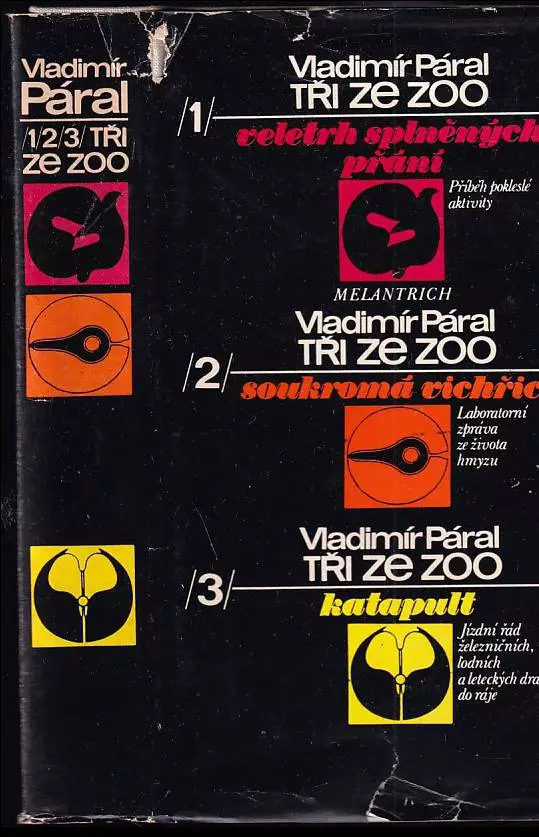 Vladimír
Páral
/1/2/3/ TŘI
ze ZOO
Vladimír Páral
TŘI ze ZOO
/1/
veletrh splněných
přání
Příběh pokleslé
aktivity
MELANTRICH
Vladimír Páral
TŘI ze ZOO
/2/
soukromá vichřic
Laboratorní
zpráva
ze života
hmyzu
Vladimír Páral
TŘI ze ZOO
/3/
katapult
Jízdní řád
železničních,
lodních
a leteckých dra
do ráje